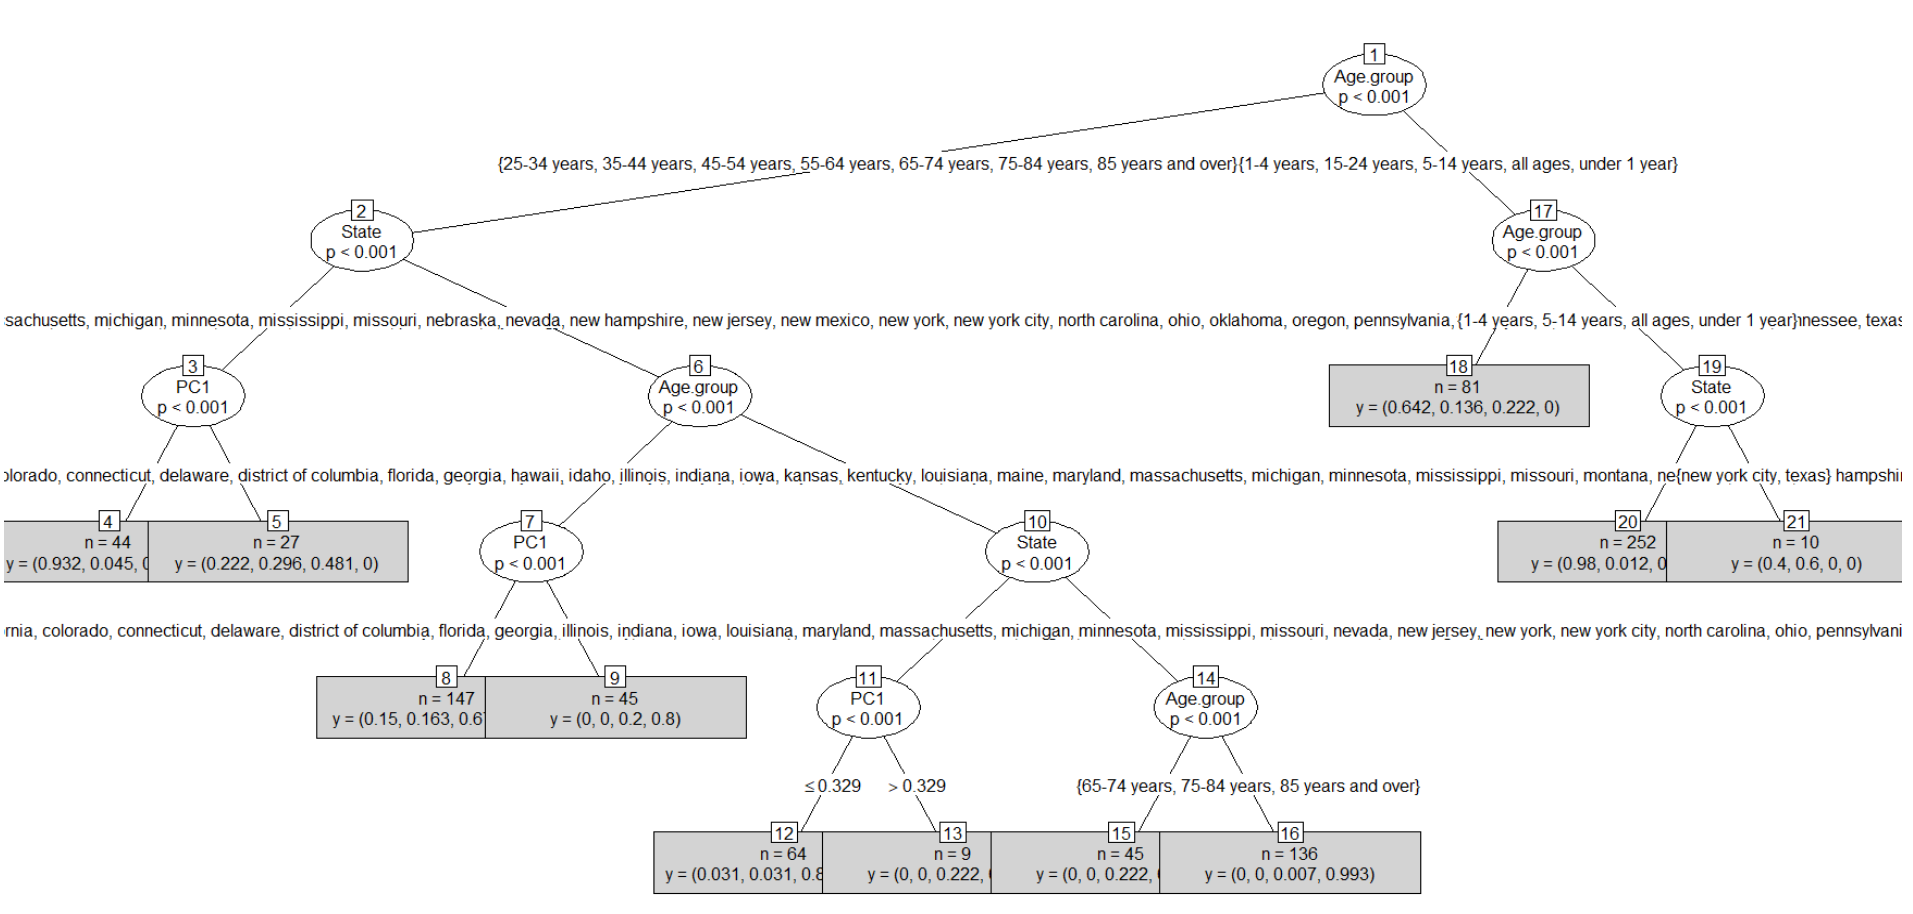 1
Age.group
p < 0.001
{25-34 years, 35-44 years, 45-54 years, 55-64 years, 65-74 years, 75-84 years, 85 years and over}
{1-4 years, 15-24 years, 5-14 years, all ages, under 1 year}
2
State
p < 0.001
17
Age.group
p < 0.001
michigan, minnesota, mississippi, missouri, nebraska, nevada, new hampshire, new jersey, new mexico, new york, new york city, north carolina, ohio, oklahoma, oregon, pennsylvania,
{1-4 years, 5-14 years, all ages, under 1 year}
3
PC1
p < 0.001
6
Age.group
p < 0.001
18
n = 81
y = (0.642, 0.136, 0.222, 0)
19
State
p < 0.001
connecticut, delaware, district of columbia, florida, georgia, hawaii, idaho, illinois, indiana, iowa, kansas, kentucky, louisiana, maine, maryland, massachusetts, michigan, minnesota, mississippi, missouri, montana,
{new york city, texas}
4
n = 44
y = (0.932, 0.045,
5
n = 27
y = (0.222, 0.296, 0.481, 0)
7
PC1
p < 0.001
10
State
p < 0.001
20
n = 252
y = (0.98, 0.012,
21
n = 10
y = (0.4, 0.6, 0, 0)
colorado, connecticut, delaware, district of columbia, florida, georgia, illinois, indiana, iowa, louisiana, maryland, massachusetts, michigan, minnesota, mississippi, missouri, nevada, new jersey, new york, new york city, north carolina, ohio,
8
n = 147
y = (0.15, 0.163,
9
n = 45
y = (0, 0, 0.2, 0.8)
11
PC1
p < 0.001
14
Age.group
p < 0.001
≤ 0.329
> 0.329
{65-74 years, 75-84 years, 85 years and over}
12
n = 64
y = (0.031, 0.031,
13
n = 9
y = (0, 0, 0.222,
15
n = 45
y = (0, 0, 0.222,
16
n = 136
y = (0, 0, 0.007, 0.993)